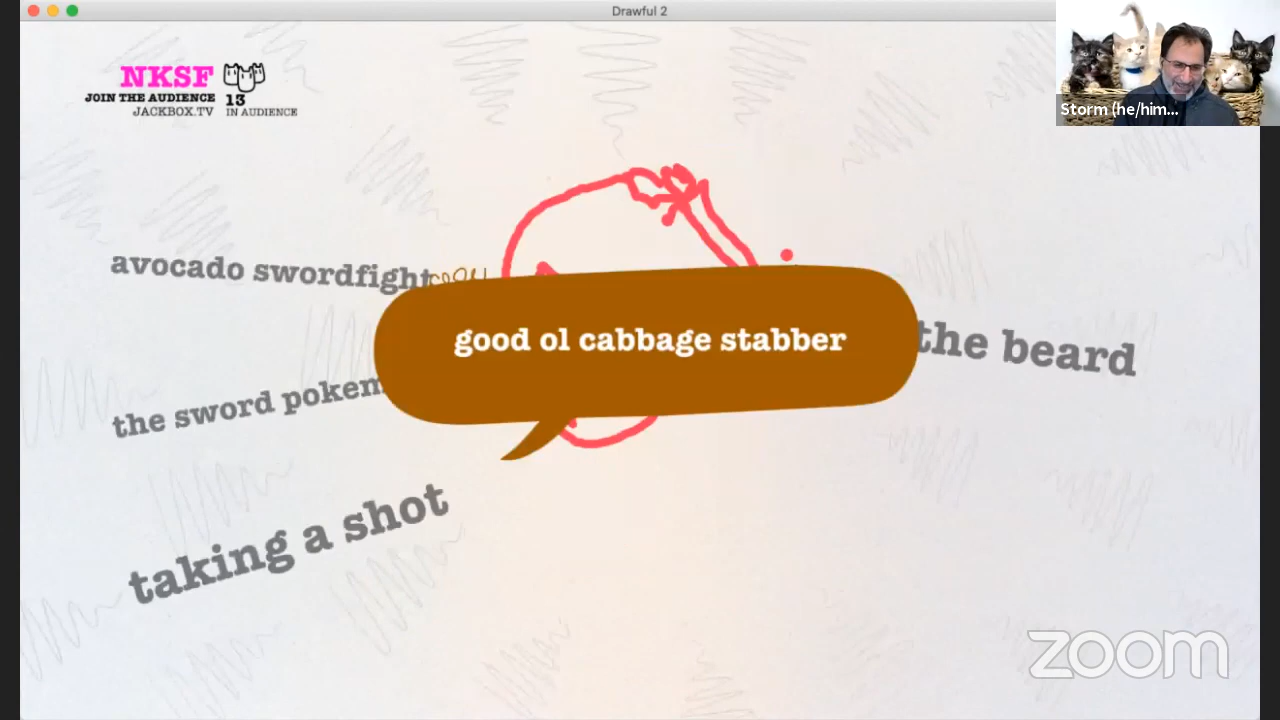 Drawful 2
NKSF
JOIN THE AUDIENCE
JACKBOX.TV
13
IN AUDIENCE
Storm (he/him...
avocado swordfight
good ol cabbage stabber
the beard
the sword
taking a shot
zoom